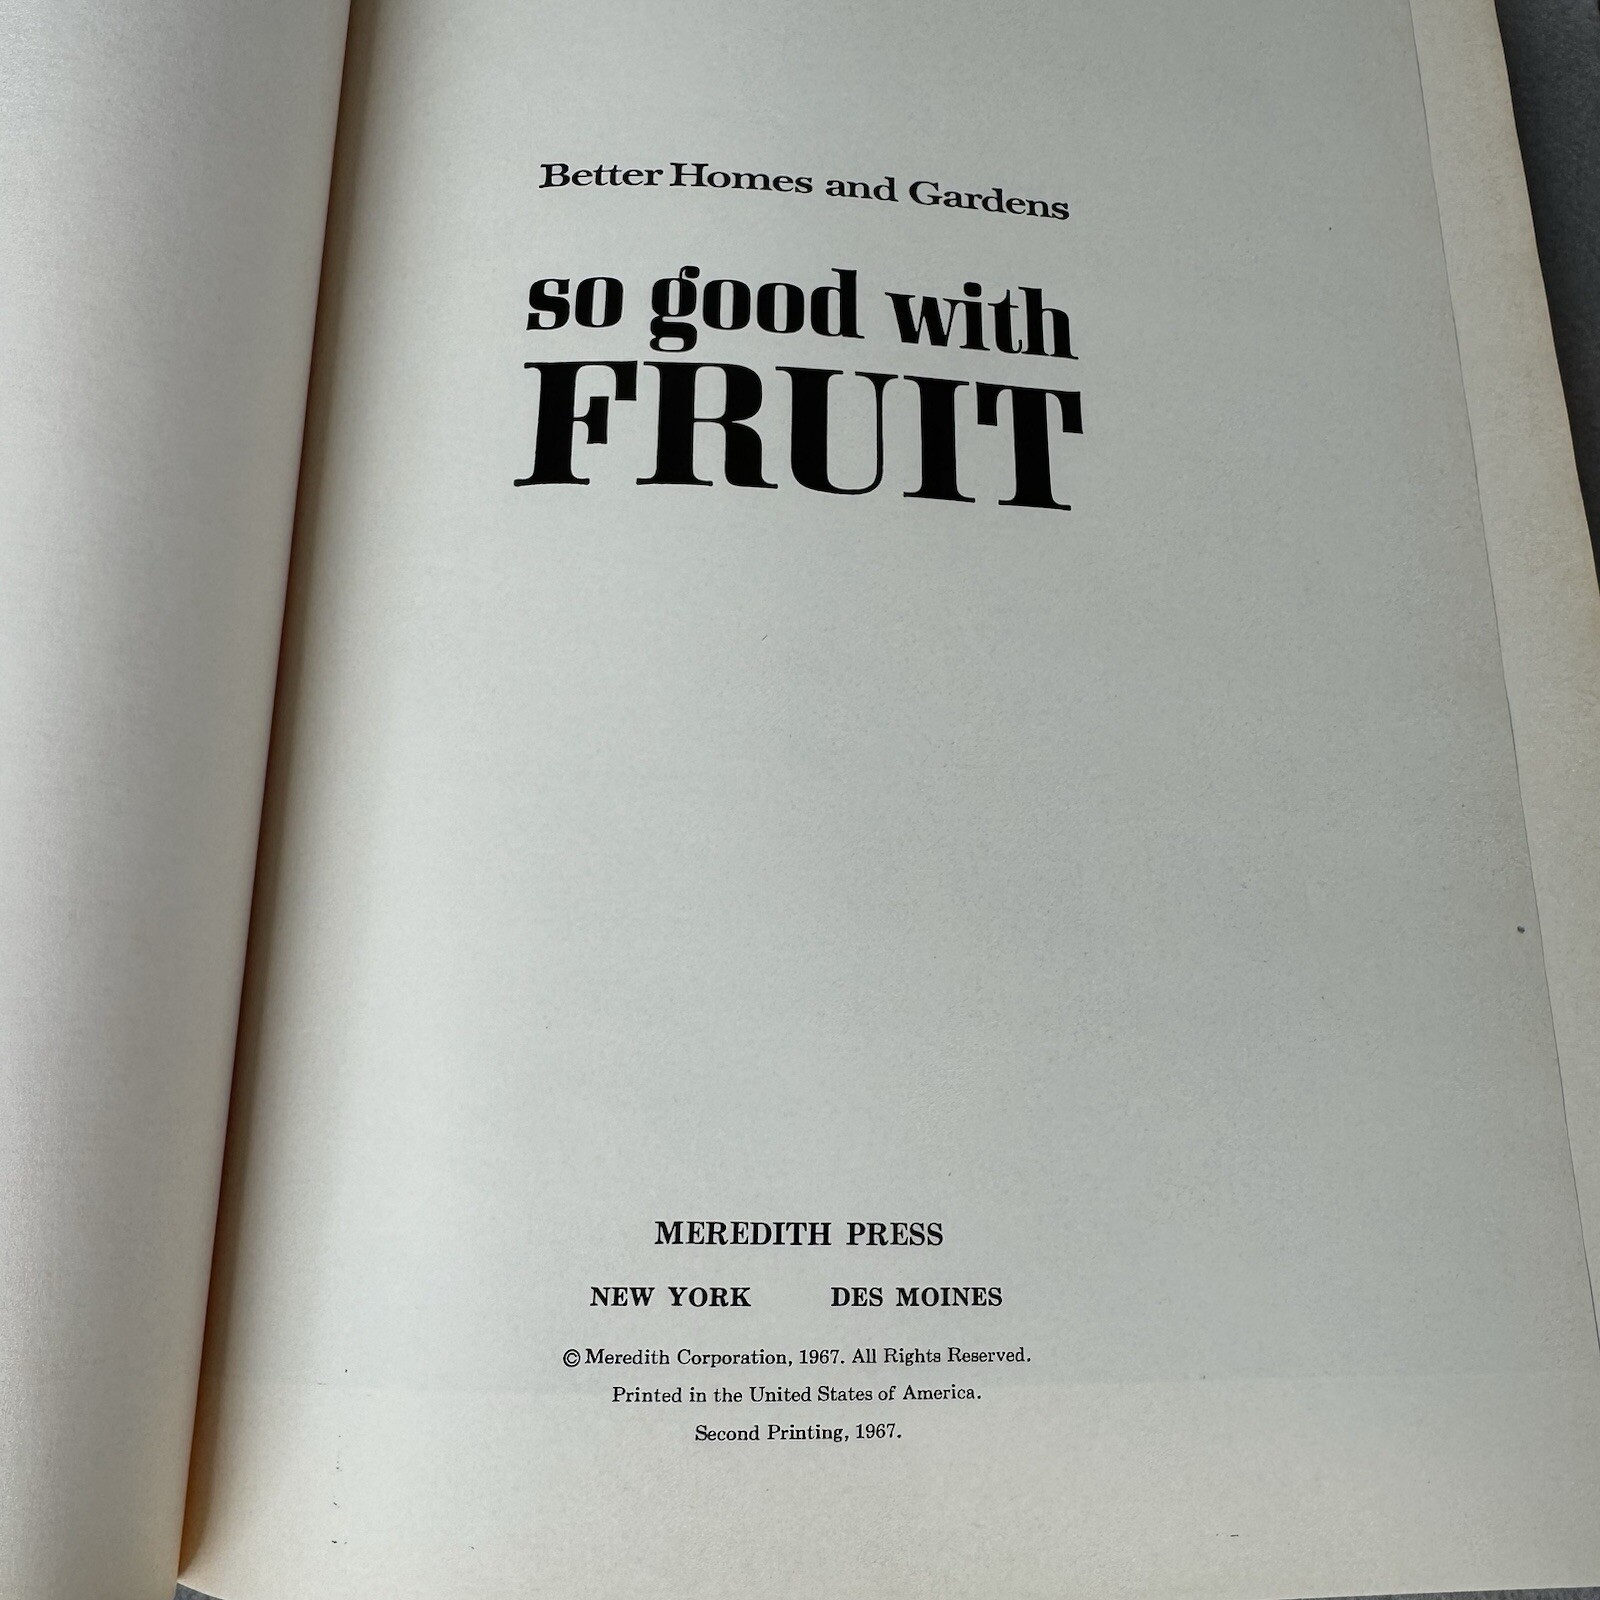 Better Homes and Gardens
so good with
FRUIT
MEREDITH PRESS
NEW YORK DES MOINES
© Meredith Corporation, 1967. All Rights Reserved.
Printed in the United States of America.
Second Printing, 1967.